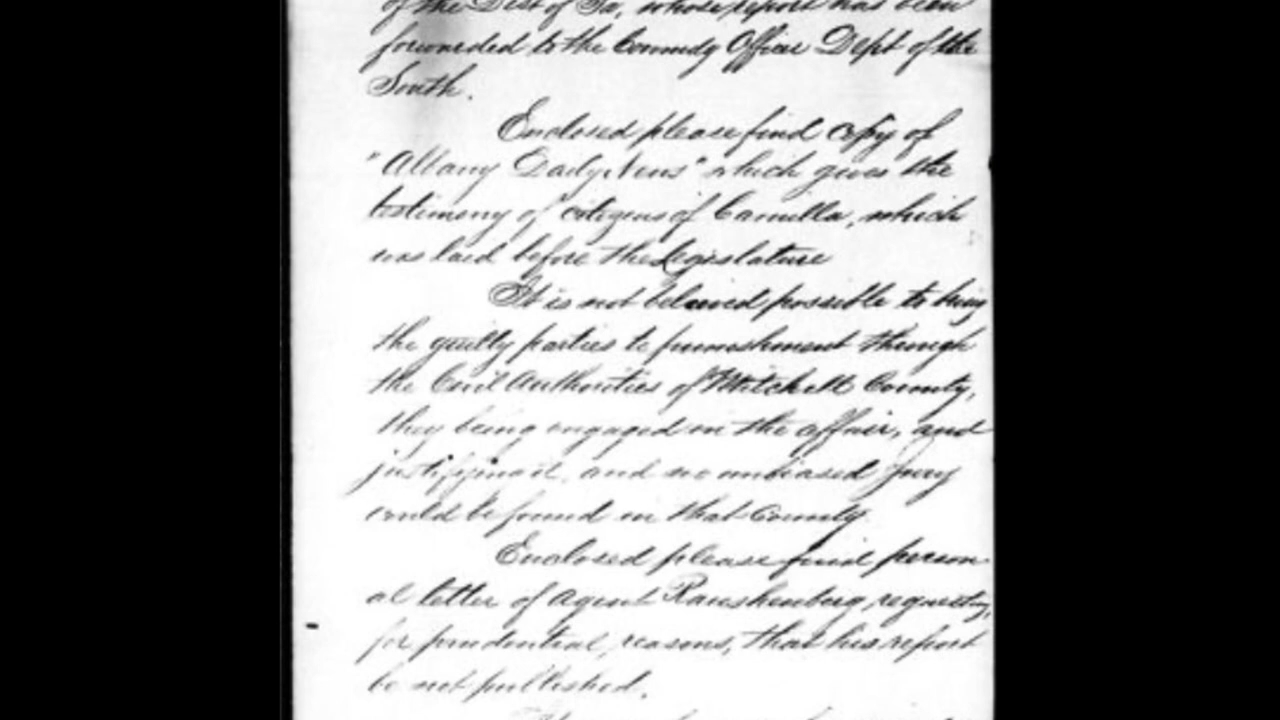 of the Dist of Ga, whose report has been
forwarded to the Commdg Officer Dept of the
South.
Enclosed please find copy of
"Albany Daily News" which gives the
testimony of citizens of Camilla, which
was laid before the Legislature
It is not believed possible to bring
the guilty parties to punishment through
the Civil Authorities of Mitchell County,
they being engaged in the affair, and
justifying it, and no unbiased Jury
could be found in that County.
Enclosed please find person-
al letter of Agent Raushenberg, requesting,
for prudential reasons, that his report
be not published.